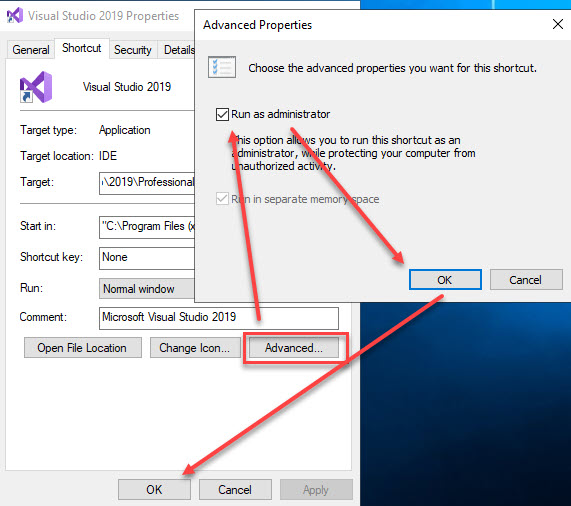 Visual Studio 2019 Properties
General
Shortcut
Security
Details
Visual Studio 2019
Target type:
Application
Target location:
IDE
Target:
\2019\Professional
Start in:
"C:\Program Files (x
Shortcut key:
None
Run:
Normal window
Comment:
Microsoft Visual Studio 2019
Open File Location
Change Icon...
Advanced...
OK
Cancel
Apply
Advanced Properties
Choose the advanced properties you want for this shortcut.
Run as administrator
This option allows you to run this shortcut as an
administrator, while protecting your computer from
unauthorized activity.
Run in separate memory space
OK
Cancel